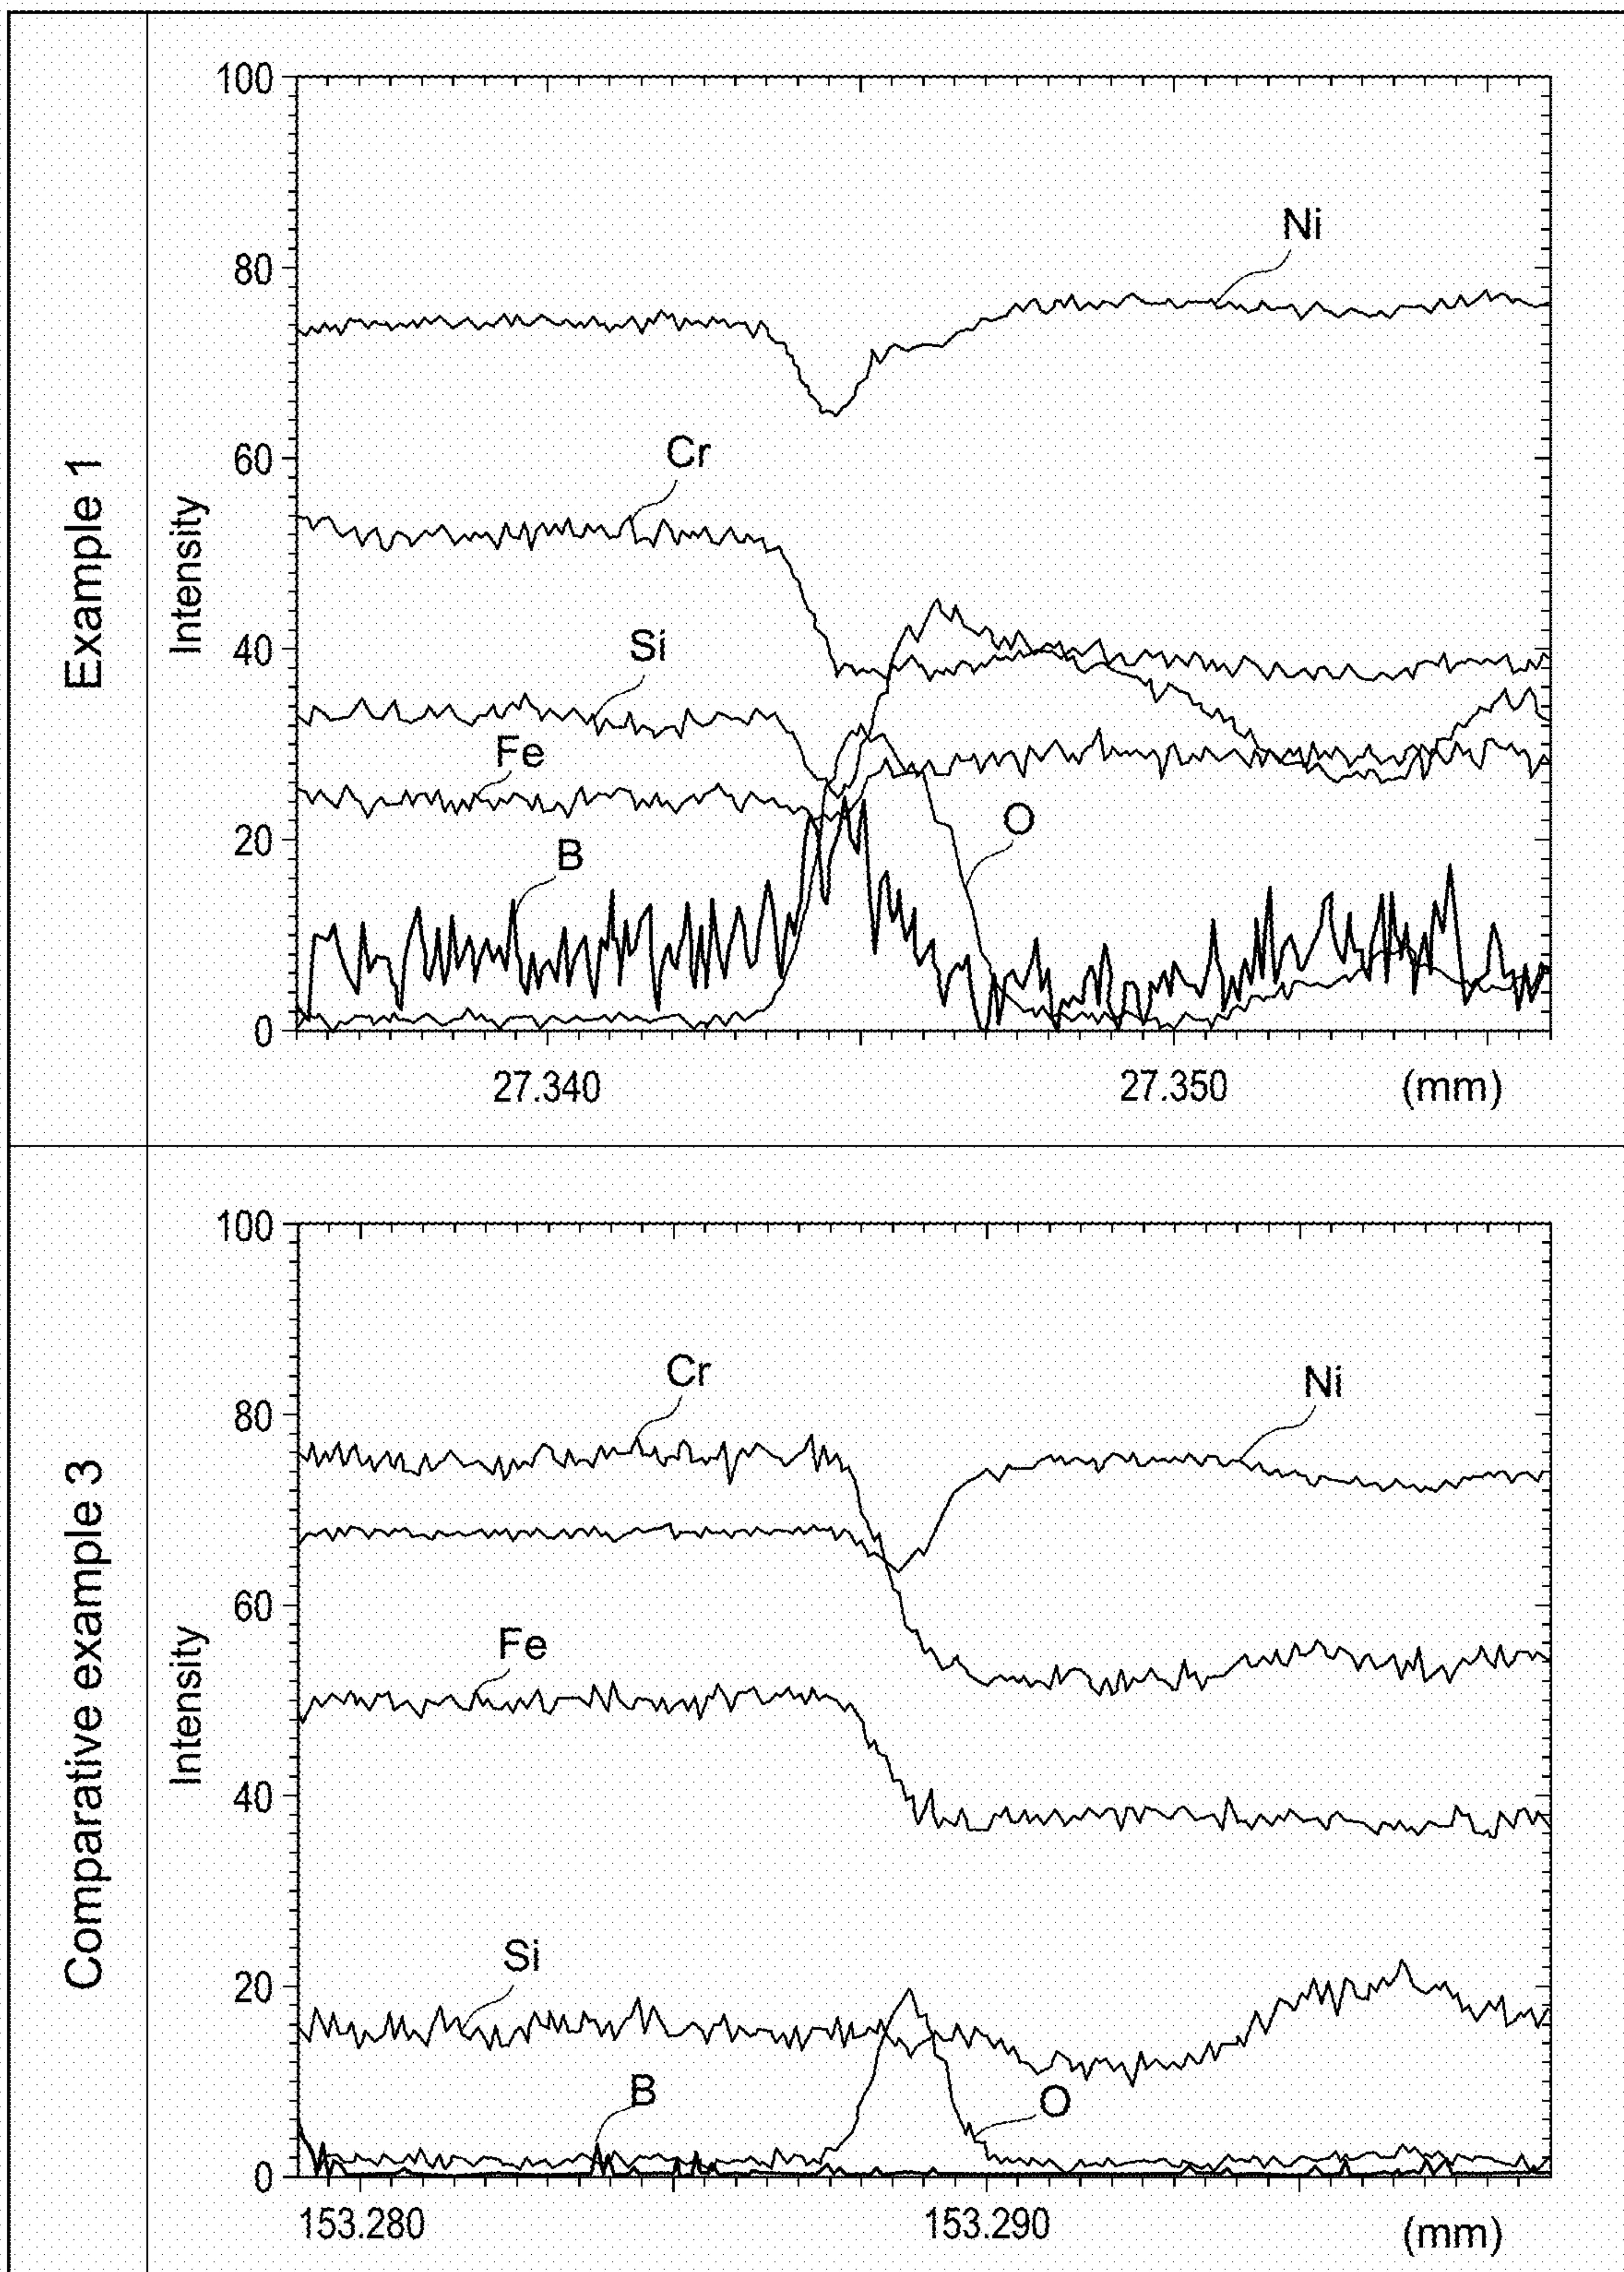 Example 1
Intensity
100
80
60
40
20
0
Ni
Cr
Si
Fe
B
O
27.340 27.350 (mm)
Comparative example 3
Intensity
100
80
60
40
20
0
Cr
Ni
Fe
Si
B
O
153.280 153.290 (mm)